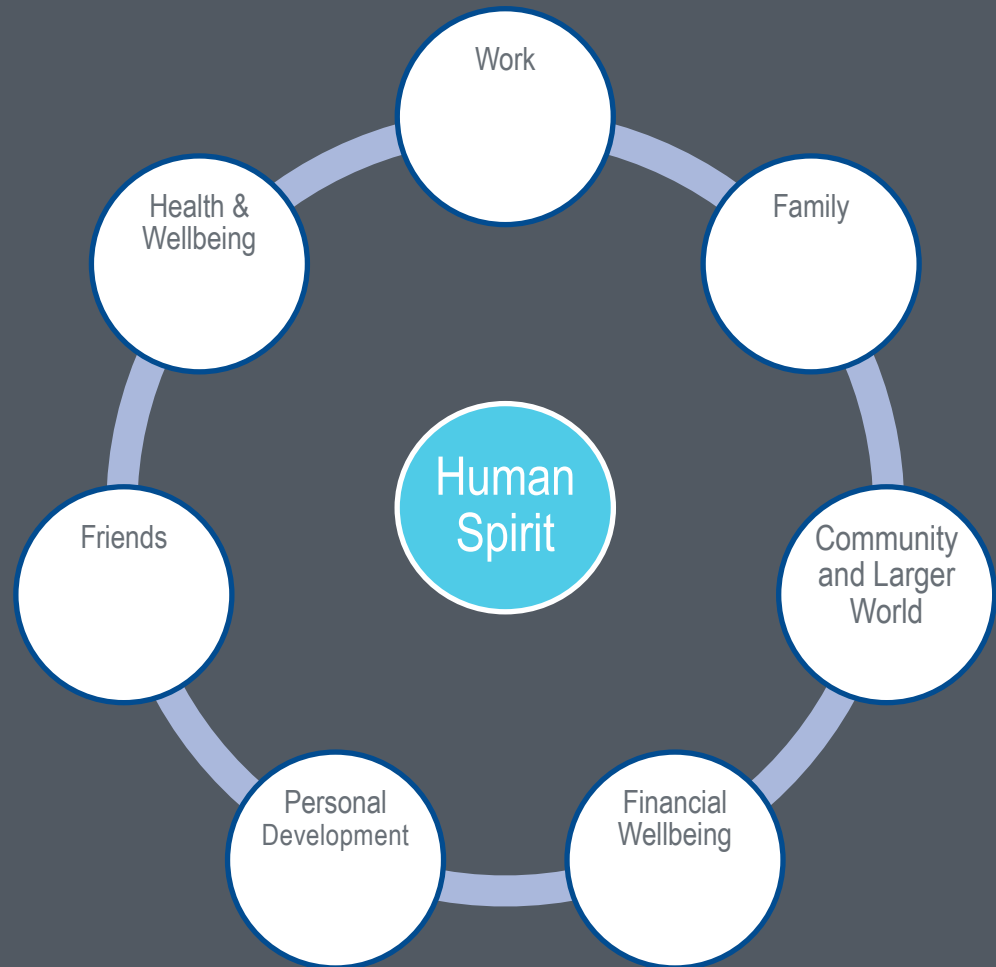 Work
Family
Community
and Larger
World
Financial
Wellbeing
Personal
Development
Friends
Health &
Wellbeing
Human
Spirit